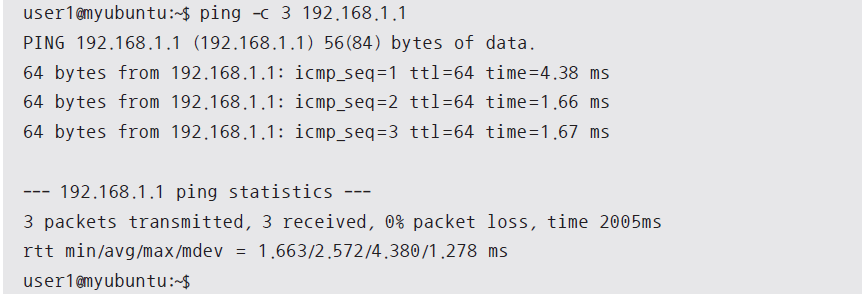 user1@myubuntu:~$ ping -c 3 192.168.1.1
PING 192.168.1.1 (192.168.1.1) 56(84) bytes of data.
64 bytes from 192.168.1.1: icmp_seq=1 ttl=64 time=4.38 ms
64 bytes from 192.168.1.1: icmp_seq=2 ttl=64 time=1.66 ms
64 bytes from 192.168.1.1: icmp_seq=3 ttl=64 time=1.67 ms
--- 192.168.1.1 ping statistics ---
3 packets transmitted, 3 received, 0% packet loss, time 2005ms
rtt min/avg/max/mdev = 1.663/2.572/4.380/1.278 ms
user1@myubuntu:~$